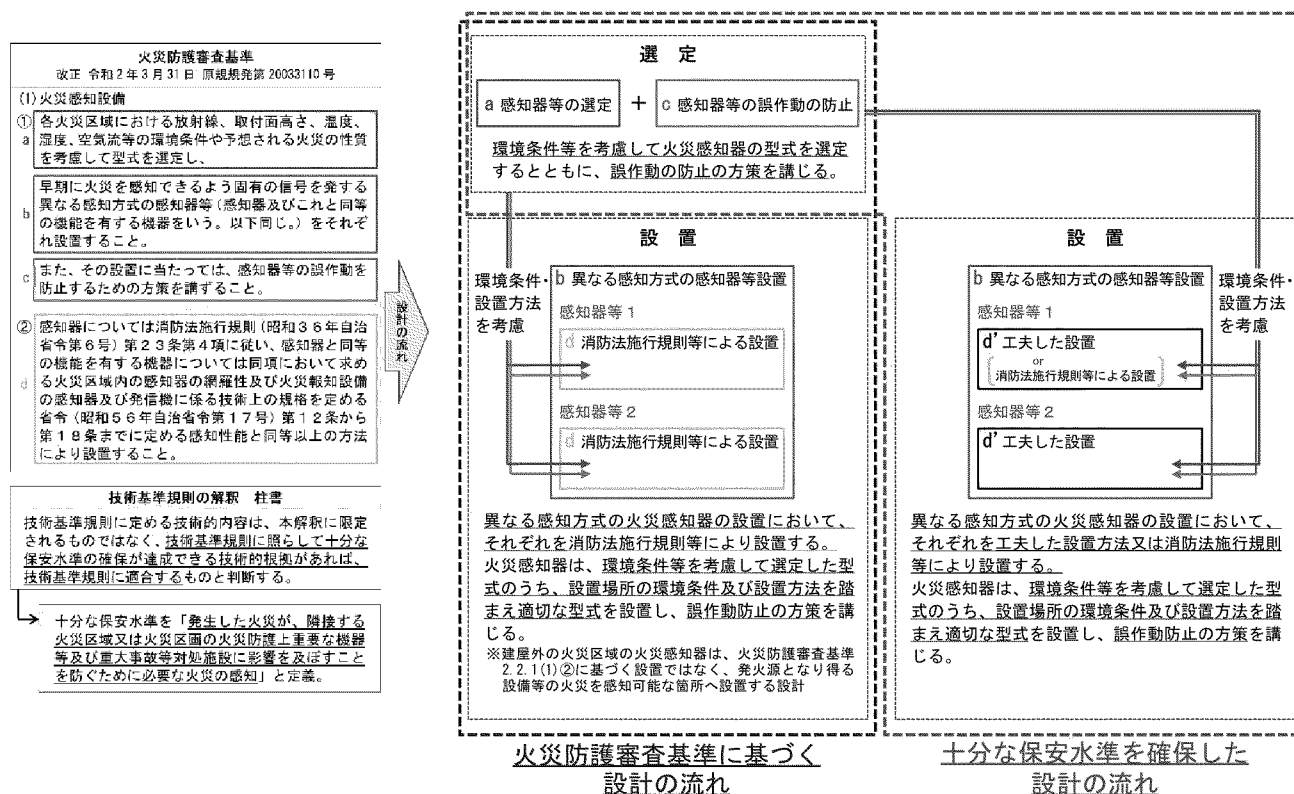 火災防護審査基準
改正 令和2年3月31日 原規規発第20033110号
(1)火災感知設備
①
a
各火災区域における放射線、取付面高さ、温度、
湿度、空気流等の環境条件や予想される火災の性質
を考慮して型式を選定し、
b
早期に火災を感知できるよう固有の信号を発する
異なる感知方式の感知器等(感知器及びこれと同等
の機能を有する機器をいう。以下同じ。)をそれぞ
れ設置すること。
c
また、その設置に当たっては、感知器等の誤作動を
防止するための方策を講ずること。
②
d
感知器については消防法施行規則(昭和36年自治
省令第6号)第23条第4項に従い、感知器と同等
の機能を有する機器については同項において求め
る火災区域内の感知器の網羅性及び火災報知設備
の感知器及び発信機に係る技術上の規格を定める
省令(昭和56年自治省令第17号)第12条から
第18条までに定める感知性能と同等以上の方法
により設置すること。
技術基準規則の解釈 柱書
技術基準規則に定める技術的内容は、本解釈に限定
されるものではなく、技術基準規則に照らして十分な
保安水準の確保が達成できる技術的根拠があれば、
技術基準規則に適合するものと判断する。
十分な保安水準を「発生した火災が、隣接する
火災区域又は火災区画の火災防護上重要な機器
等及び重大事故等対処施設に影響を及ぼすこと
を防ぐために必要な火災の感知」と定義。
設計の流れ
選 定
a 感知器等の選定
+
c 感知器等の誤作動の防止
環境条件等を考慮して火災感知器の型式を選定
するとともに、誤作動の防止の方策を講じる。
設 置
環境条件・
設置方法
を考慮
b 異なる感知方式の感知器等設置
感知器等1
d 消防法施行規則等による設置
感知器等2
d 消防法施行規則等による設置
異なる感知方式の火災感知器の設置において、
それぞれを消防法施行規則等により設置する。
火災感知器は、環境条件等を考慮して選定した型
式のうち、設置場所の環境条件及び設置方法を踏
まえ適切な型式を設置し、誤作動防止の方策を講
じる。
※建屋外の火災区域の火災感知器は、火災防護審査基準
2.2.1(1)②に基づく設置ではなく、発火源となり得る
設備等の火災を感知可能な箇所へ設置する設計
火災防護審査基準に基づく
設計の流れ
設 置
b 異なる感知方式の感知器等設置
感知器等1
d' 工夫した設置
or
消防法施行規則等による設置
感知器等2
d' 工夫した設置
環境条件・
設置方法
を考慮
異なる感知方式の火災感知器の設置において、
それぞれを工夫した設置方法又は消防法施行規則
等により設置する。
火災感知器は、環境条件等を考慮して選定した型
式のうち、設置場所の環境条件及び設置方法を踏
まえ適切な型式を設置し、誤作動防止の方策を講
じる。
十分な保安水準を確保した
設計の流れ